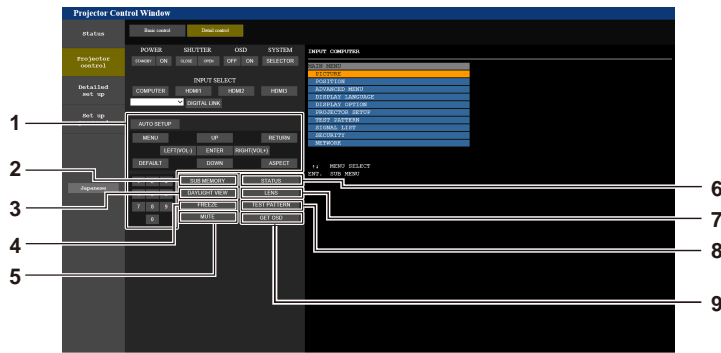 Projector Control Window
Status
Projector
control
Detailed
set up
Set up
Japanese
Basic control
Detail control
POWER SHUTTER OSD SYSTEM
STANDBY ON CLOSE OPEN OFF ON SELECTOR
INPUT SELECT
COMPUTER HDMI1 HDMI2 HDMI3
DIGITAL LINK
AUTO SETUP
MENU UP RETURN
LEFT(VOL-) ENTER RIGHT(VOL+)
DEFAULT DOWN ASPECT
SUB MEMORY STATUS
DAYLIGHT VIEW LENS
7 8 9 FREEZE TEST PATTERN
0 MUTE GET OSD
INPUT COMPUTER
MAIN MENU
PICTURE
POSITION
ADVANCED MENU
DISPLAY LANGUAGE
DISPLAY OPTION
PROJECTOR SETUP
TEST PATTERN
SIGNAL LIST
SECURITY
NETWORK
↑↓ MENU SELECT
ENT. SUB MENU
1
2
3
4
5
6
7
8
9